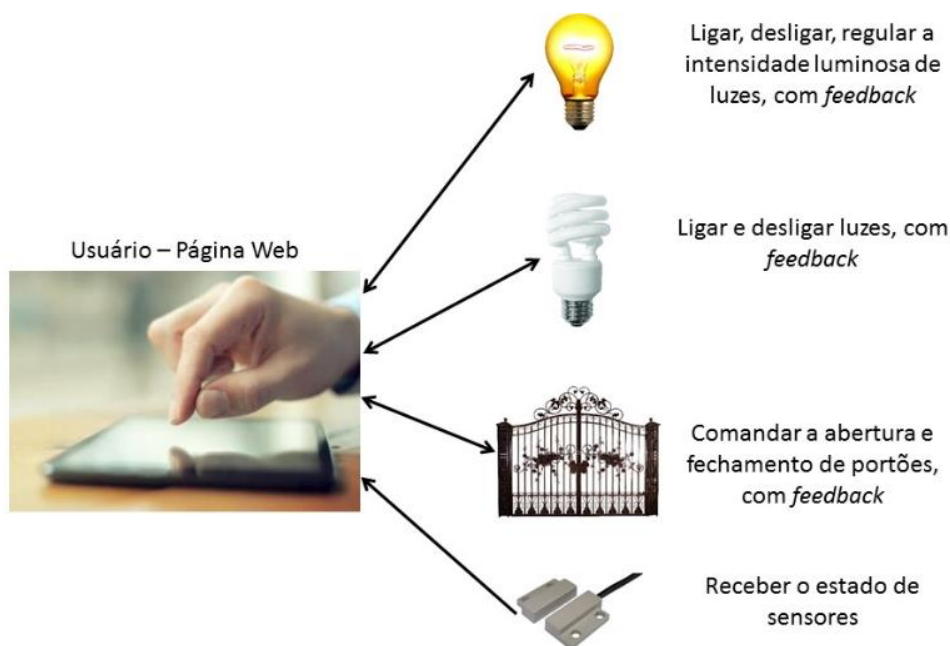 Ligar, desligar, regular a
intensidade luminosa de
luzes, com feedback
Ligar e desligar luzes, com
feedback
Usuário – Página Web
Comandar a abertura e
fechamento de portões,
com feedback
Receber o estado de
sensores